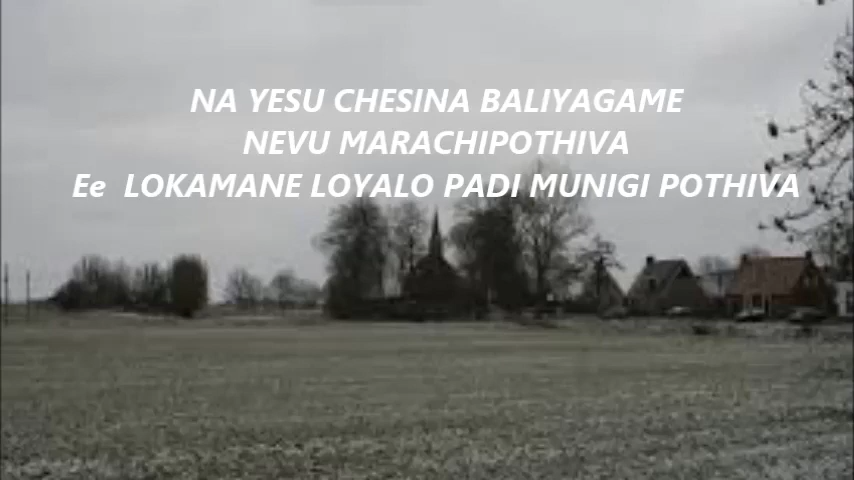 NA YESU CHESINA BALIYAGAME
NEVU MARACHIPOTHIVA
Ee LOKAMANE LOYALO PADI MUNIGI POTHIVA